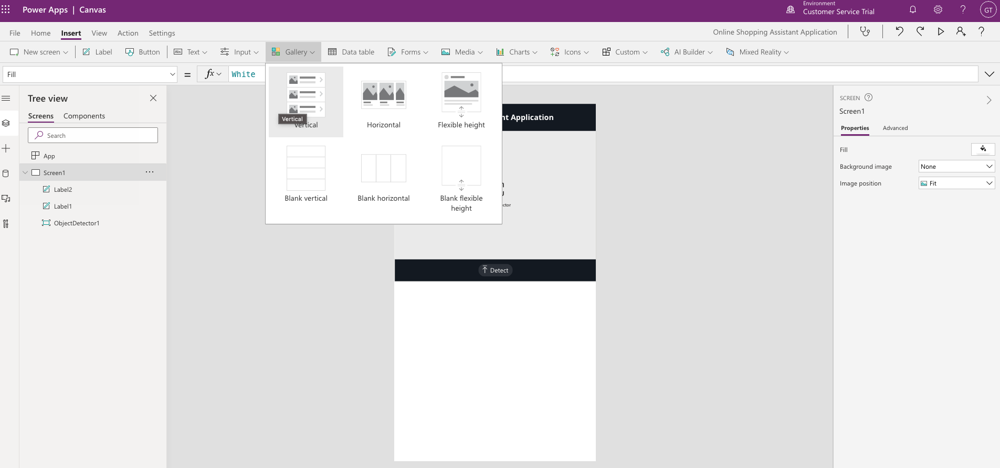 Power Apps | Canvas
Environment
Customer Service Trial
GT
File Home Insert View Action Settings
Online Shopping Assistant Application
New screen Label Button Abc Text Input Gallery Data table Forms Media Charts Icons Custom AI Builder Mixed Reality
Fill = fx White
Tree view
Screens Components
Search
App
Screen1
Label2
Label1
ObjectDetector1
Vertical
Vertical
Horizontal
Flexible height
Blank vertical
Blank horizontal
Blank flexible
height
nt Application
ctor
Detect
SCREEN
Screen1
Properties Advanced
Fill
Background image None
Image position Fit